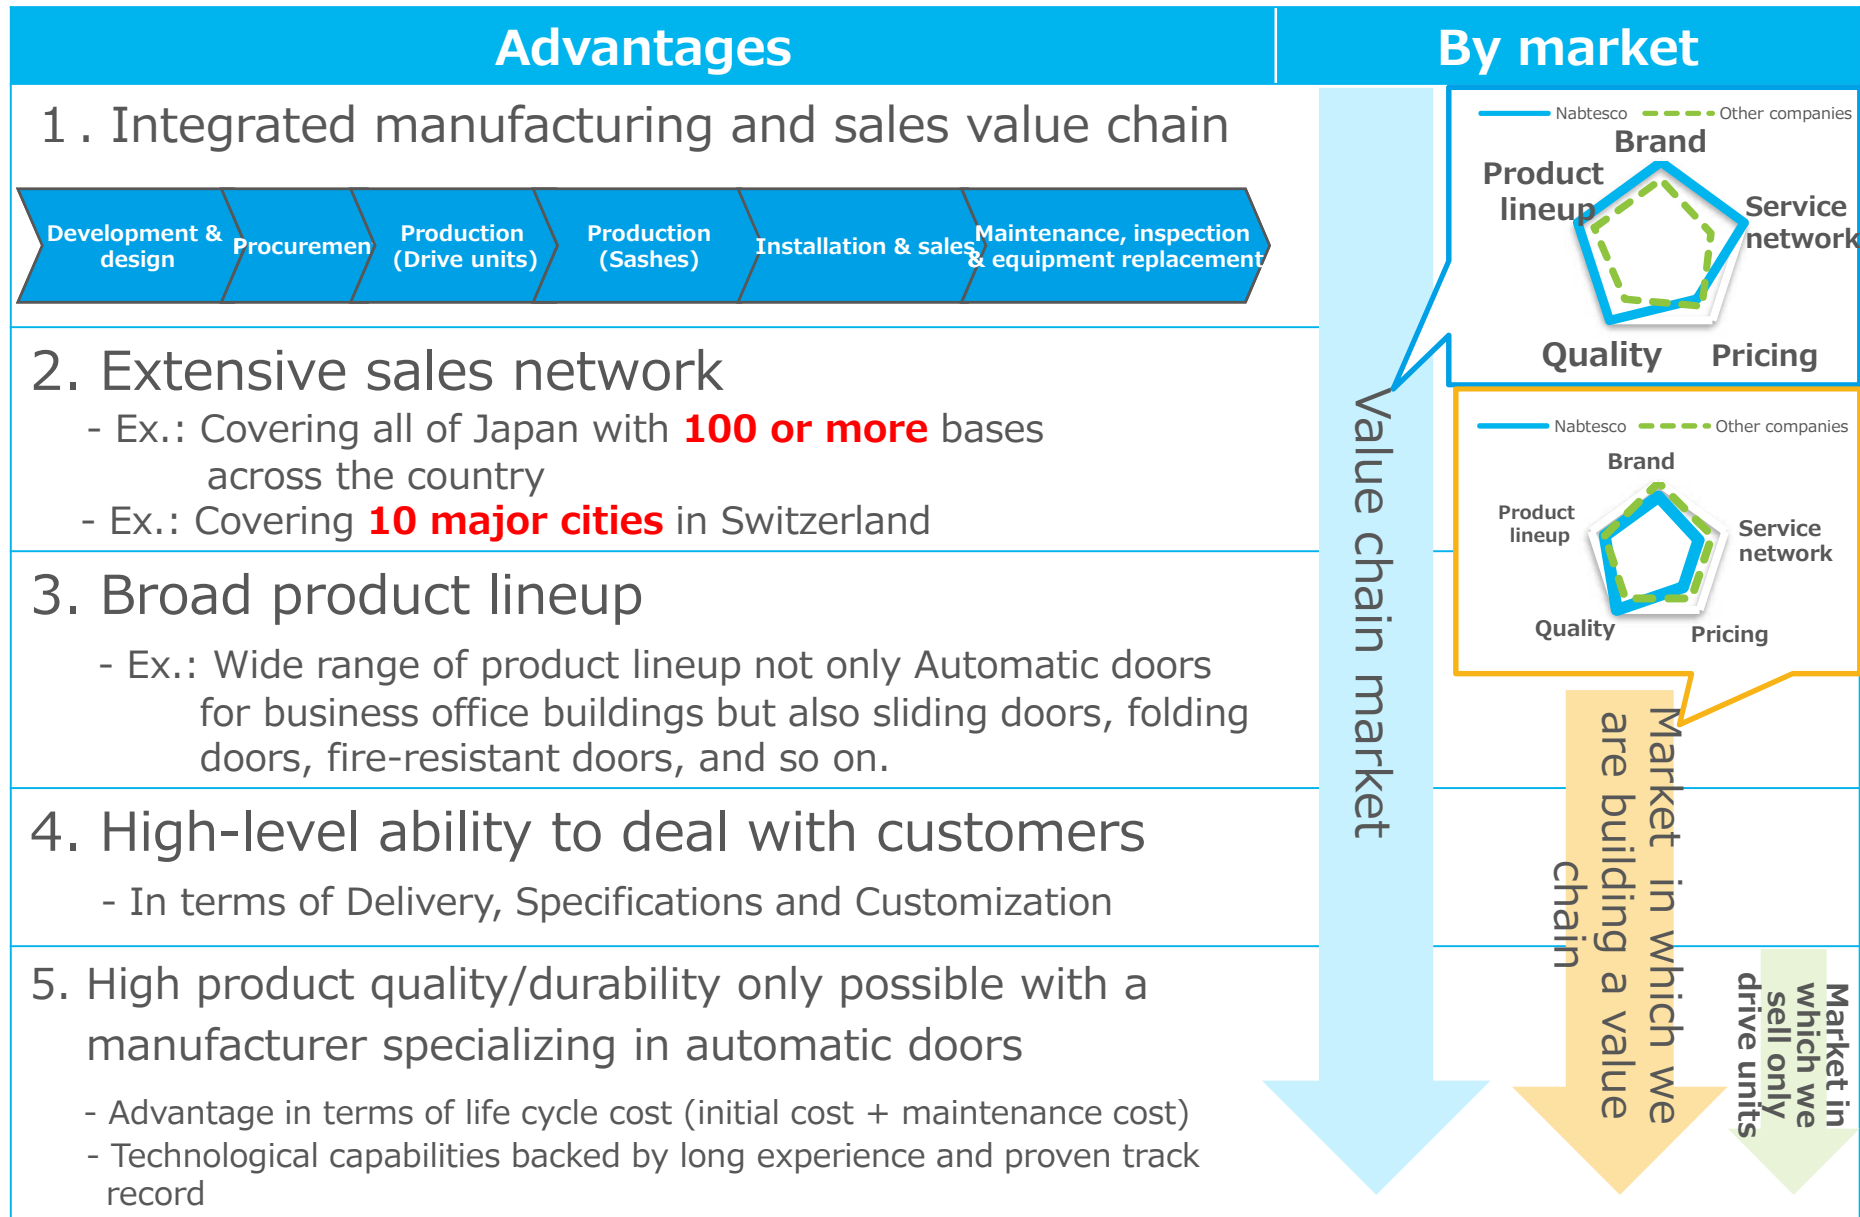 Advantages
By market
１. Integrated manufacturing and sales value chain
Development &
design
Procuremen
Production
(Drive units)
Production
(Sashes)
Installation & sales
Maintenance, inspection
& equipment replacement
2. Extensive sales network
- Ex.: Covering all of Japan with 100 or more bases
across the country
- Ex.: Covering 10 major cities in Switzerland
3. Broad product lineup
- Ex.: Wide range of product lineup not only Automatic doors
for business office buildings but also sliding doors, folding
doors, fire-resistant doors, and so on.
4. High-level ability to deal with customers
- In terms of Delivery, Specifications and Customization
5. High product quality/durability only possible with a
manufacturer specializing in automatic doors
- Advantage in terms of life cycle cost (initial cost + maintenance cost)
- Technological capabilities backed by long experience and proven track
record
Value chain market
Nabtesco
Other companies
Brand
Product
lineup
Service
network
Quality
Pricing
Nabtesco
Other companies
Brand
Product
lineup
Service
network
Quality
Pricing
Market in which we
are building a value
chain
Market in
which we
sell only
drive units